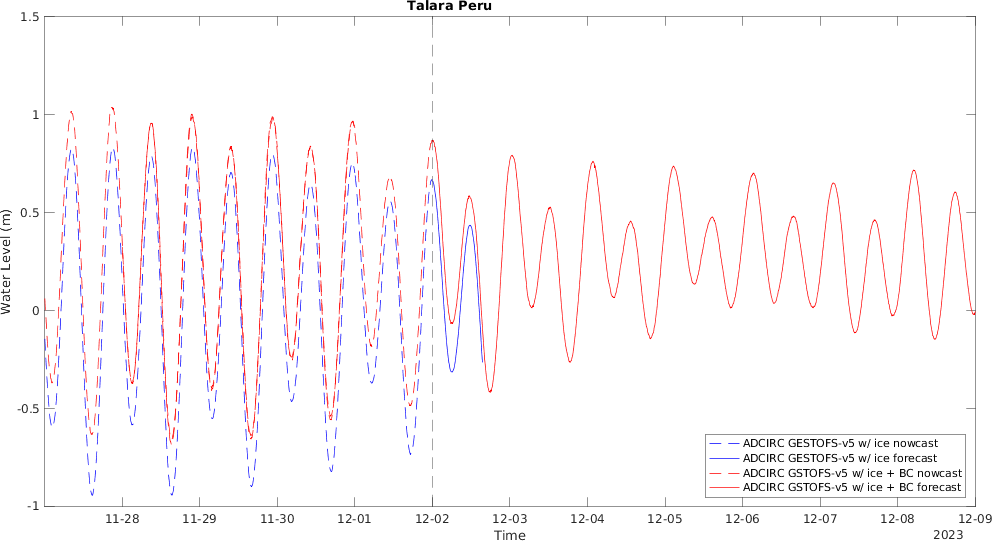 Talara Peru
1.5
1
0.5
0
-0.5
-1
Water Level (m)
11-28
11-29
11-30
12-01
12-02
12-03
12-04
12-05
12-06
12-07
12-08
12-09
Time
2023
ADCIRC GESTOFS-v5 w/ ice nowcast
ADCIRC GESTOFS-v5 w/ ice forecast
ADCIRC GSTOFS-v5 w/ ice + BC nowcast
ADCIRC GSTOFS-v5 w/ ice + BC forecast